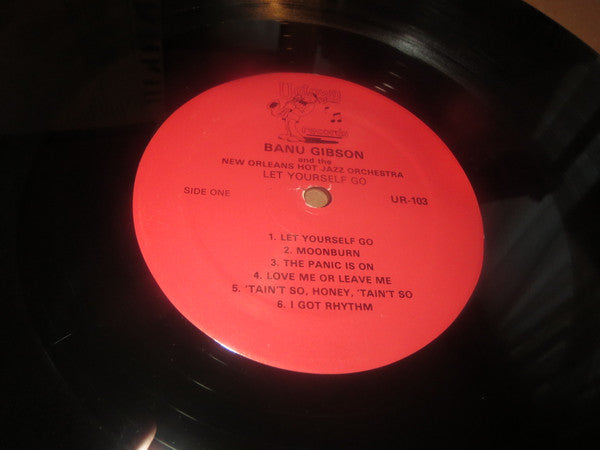 records
BANU GIBSON
and the
NEW ORLEANS HOT JAZZ ORCHESTRA
LET YOURSELF GO
SIDE ONE
UR-103
1. LET YOURSELF GO
2. MOONBURN
3. THE PANIC IS ON
4. LOVE ME OR LEAVE ME
5. 'TAIN'T SO, HONEY, 'TAIN'T SO
6. I GOT RHYTHM